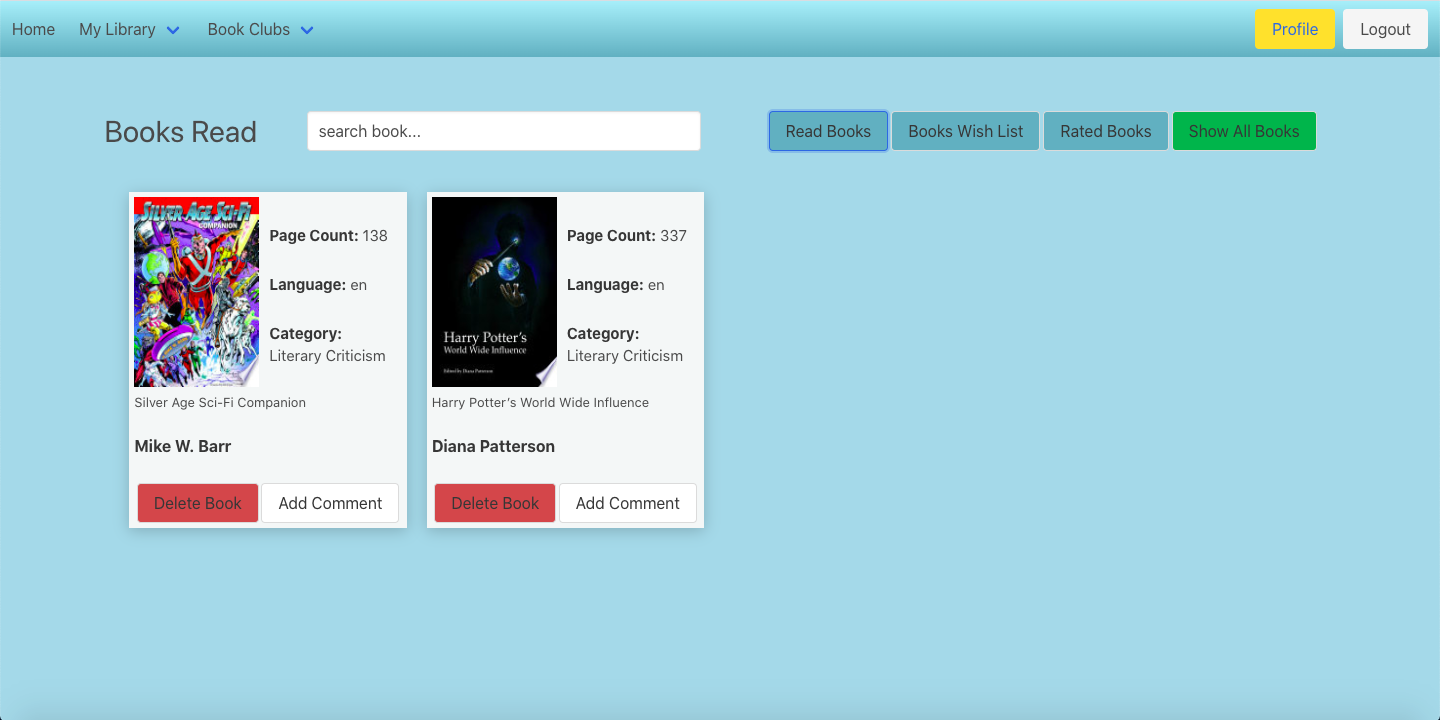 Home My Library Book Clubs Profile Logout
Books Read search book... Read Books Books Wish List Rated Books Show All Books
SILVER AGE SCI-FI
COMPANION
Page Count: 138
Language: en
Category:
Literary Criticism
Silver Age Sci-Fi Companion
Mike W. Barr
Delete Book Add Comment
Harry Potter's
World Wide Influence
Edited by Diana Patterson
Page Count: 337
Language: en
Category:
Literary Criticism
Harry Potter's World Wide Influence
Diana Patterson
Delete Book Add Comment